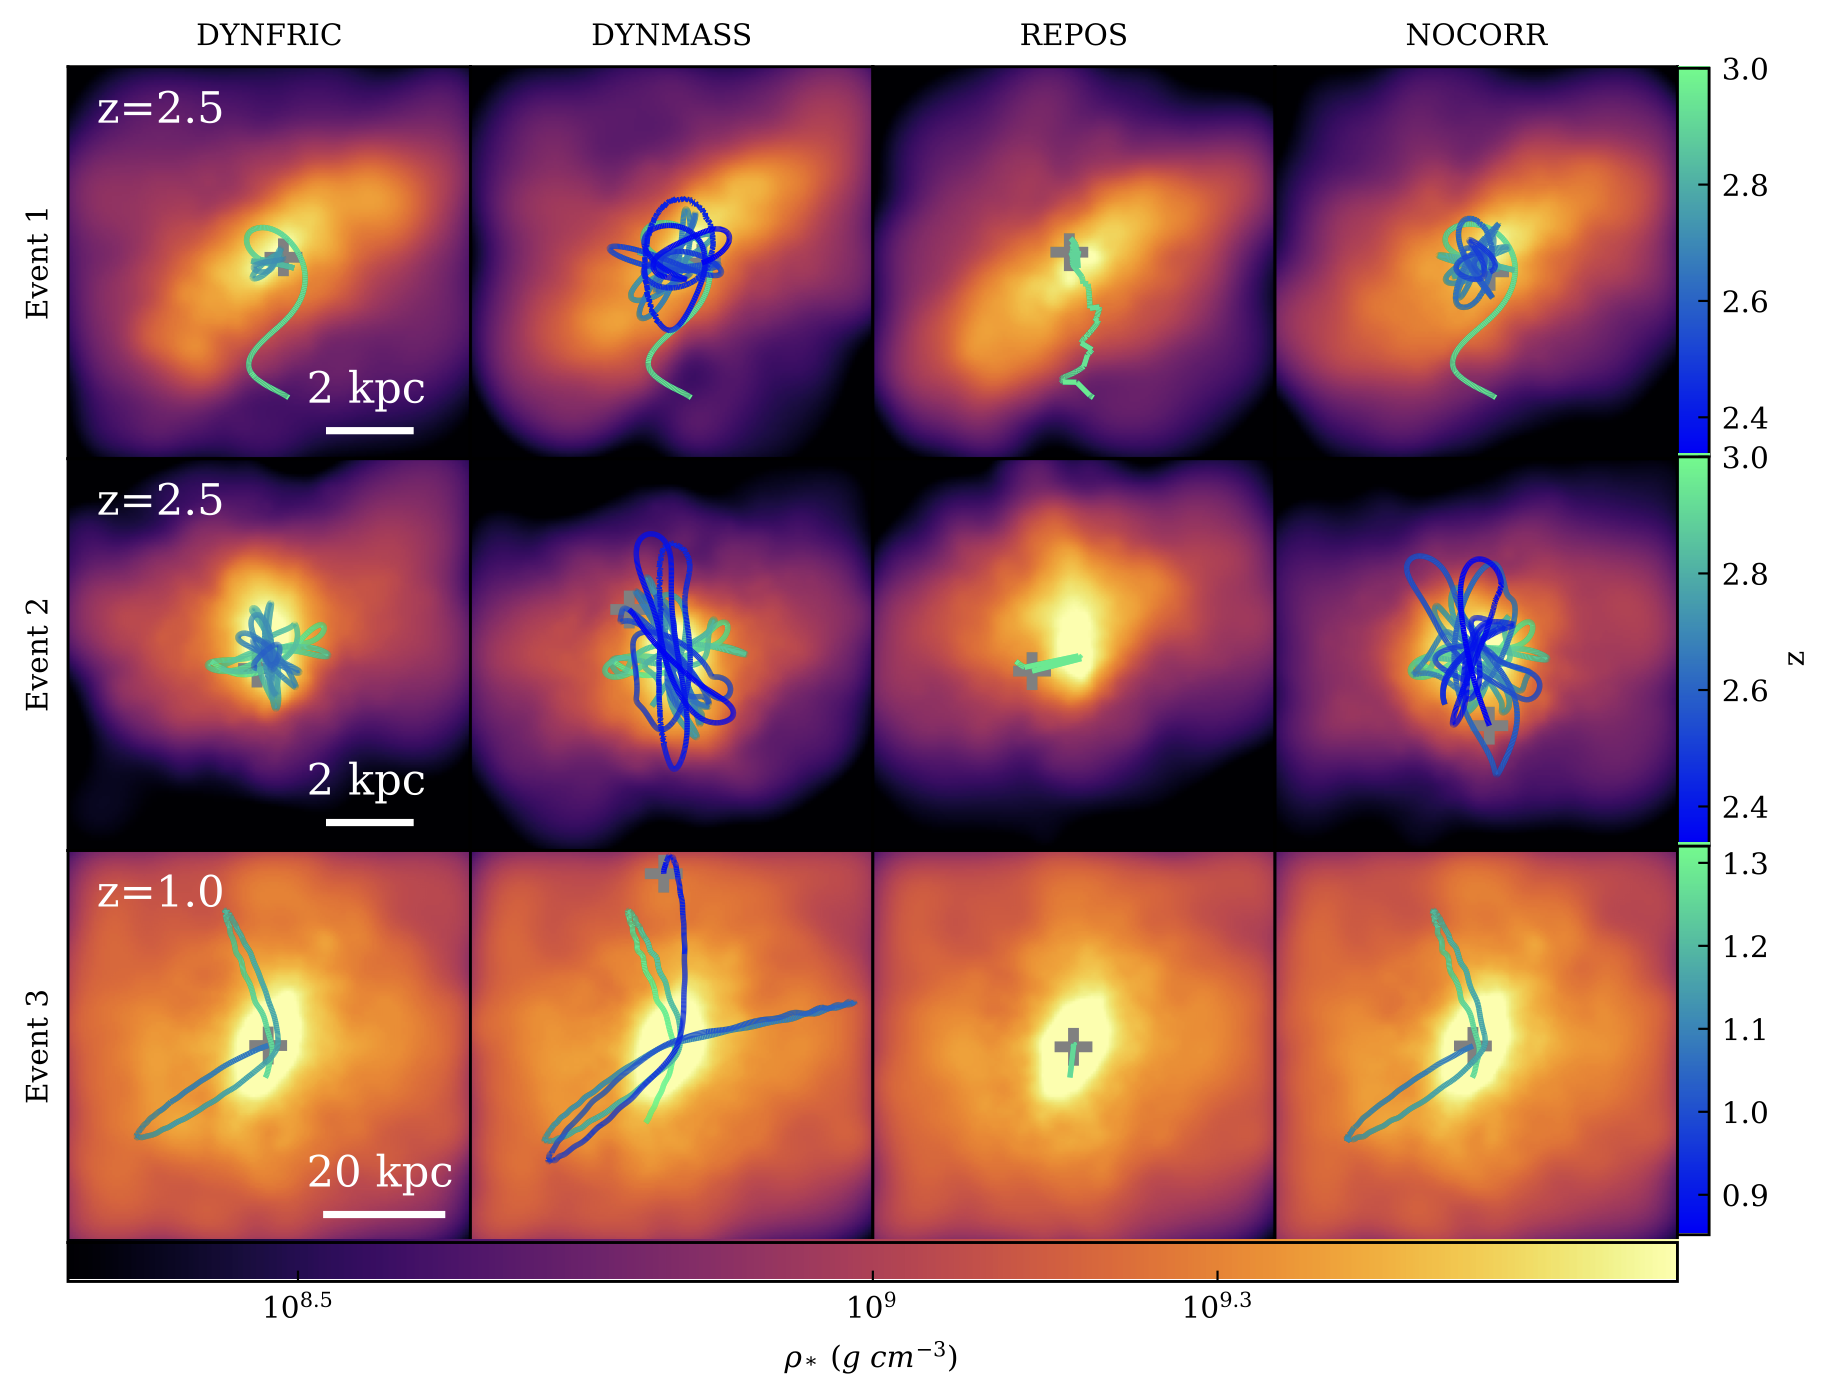 DYNFRIC DYNMASS REPOS NOCORR
Event 1
z=2.5
2 kpc
3.0
2.8
2.6
2.4
Event 2
z=2.5
2 kpc
3.0
2.8
2.6
2.4
z
Event 3
z=1.0
20 kpc
1.3
1.2
1.1
1.0
0.9
10^8.5 10^9 10^9.3
ρ* (g cm⁻³)